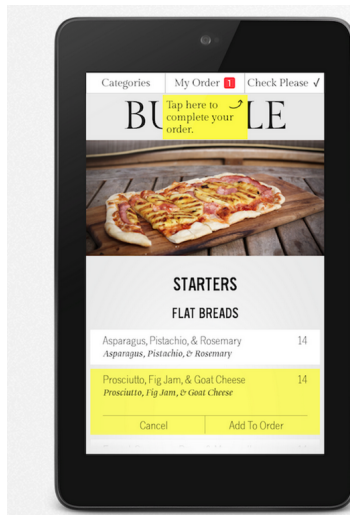 Categories
My Order 1
Check Please ✓
Tap here to
complete your
order.
BU
LE
STARTERS
FLAT BREADS
Asparagus, Pistachio, & Rosemary 14
Asparagus, Pistachio, & Rosemary
Prosciutto, Fig Jam, & Goat Cheese 14
Prosciutto, Fig Jam, & Goat Cheese
Cancel
Add To Order